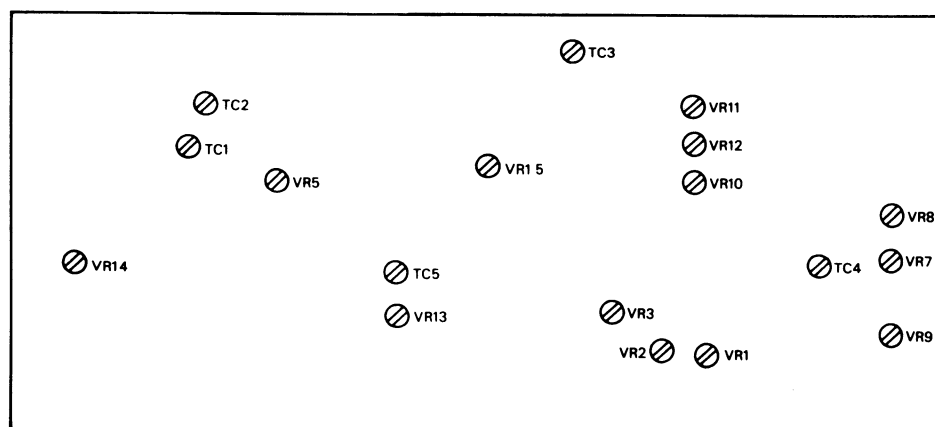 TC3
TC2
VR11
TC1
VR12
VR1 5
VR5
VR10
VR8
VR14
TC5
TC4
VR7
VR13
VR3
VR9
VR2
VR1